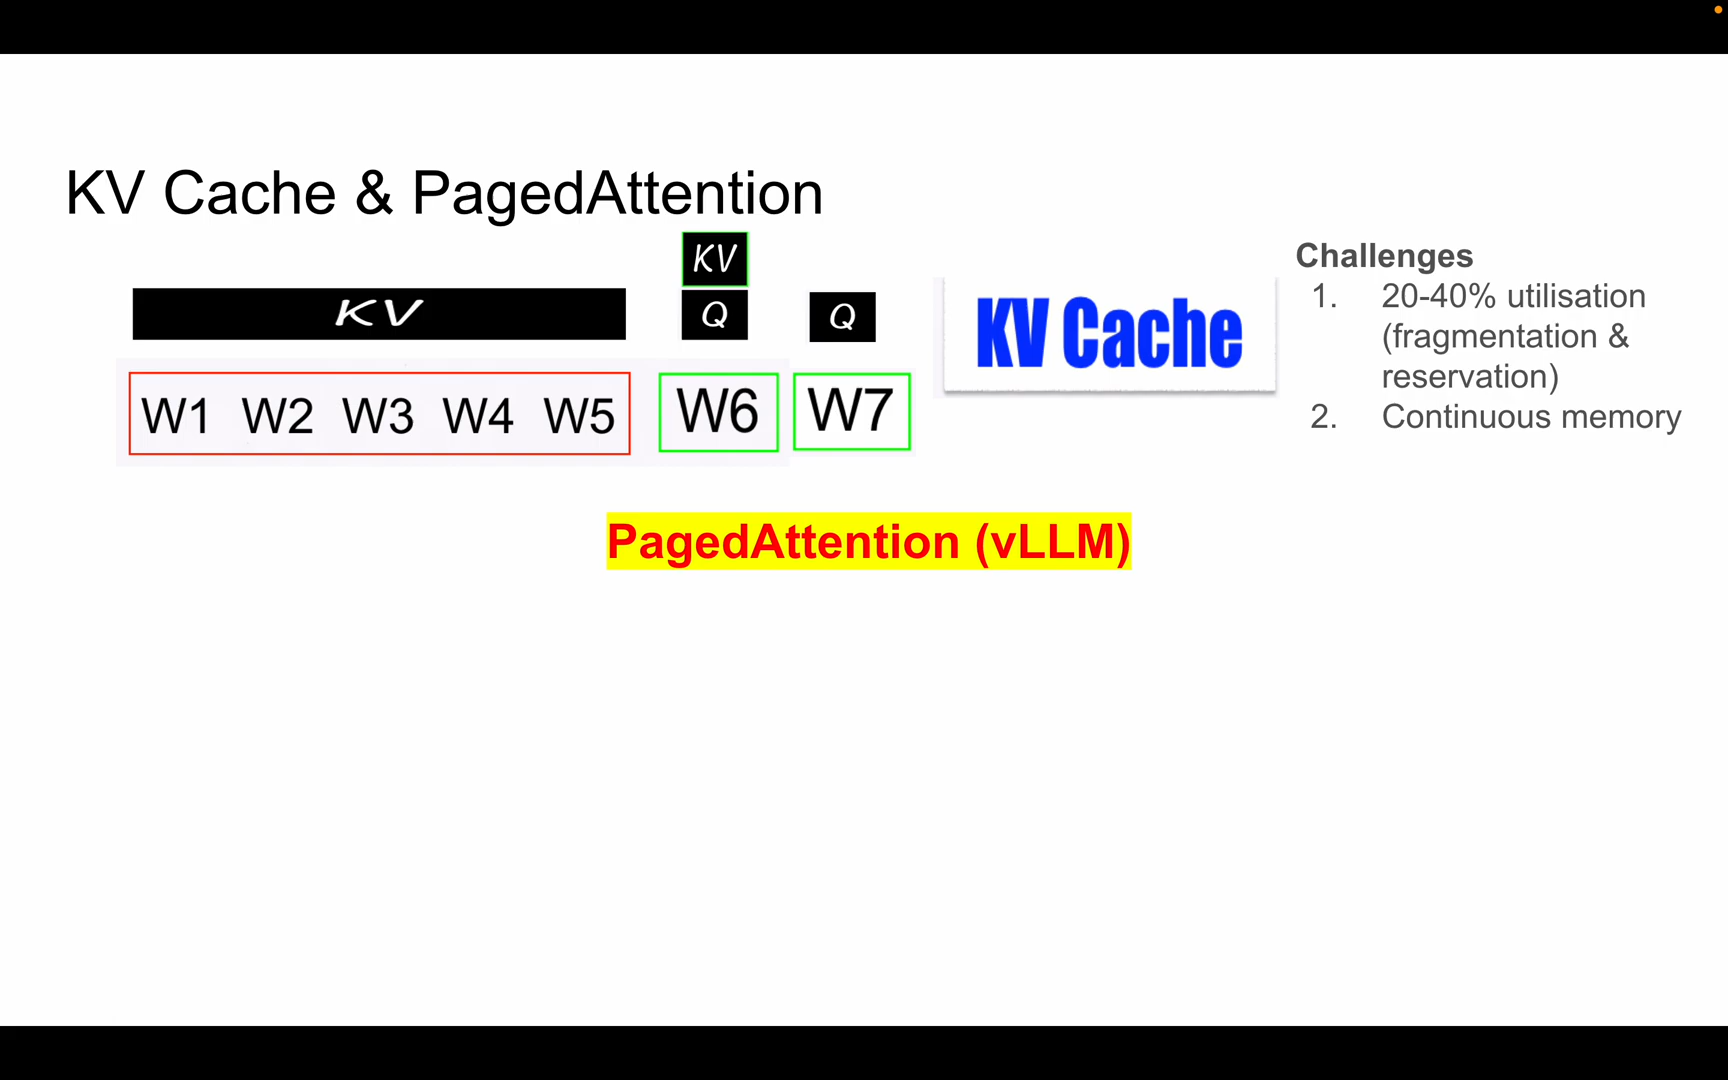 KV Cache & PagedAttention
KV
KV
Q
Q
W1 W2 W3 W4 W5
W6
W7
KV Cache
Challenges
1. 20-40% utilisation
(fragmentation &
reservation)
2. Continuous memory
PagedAttention (vLLM)